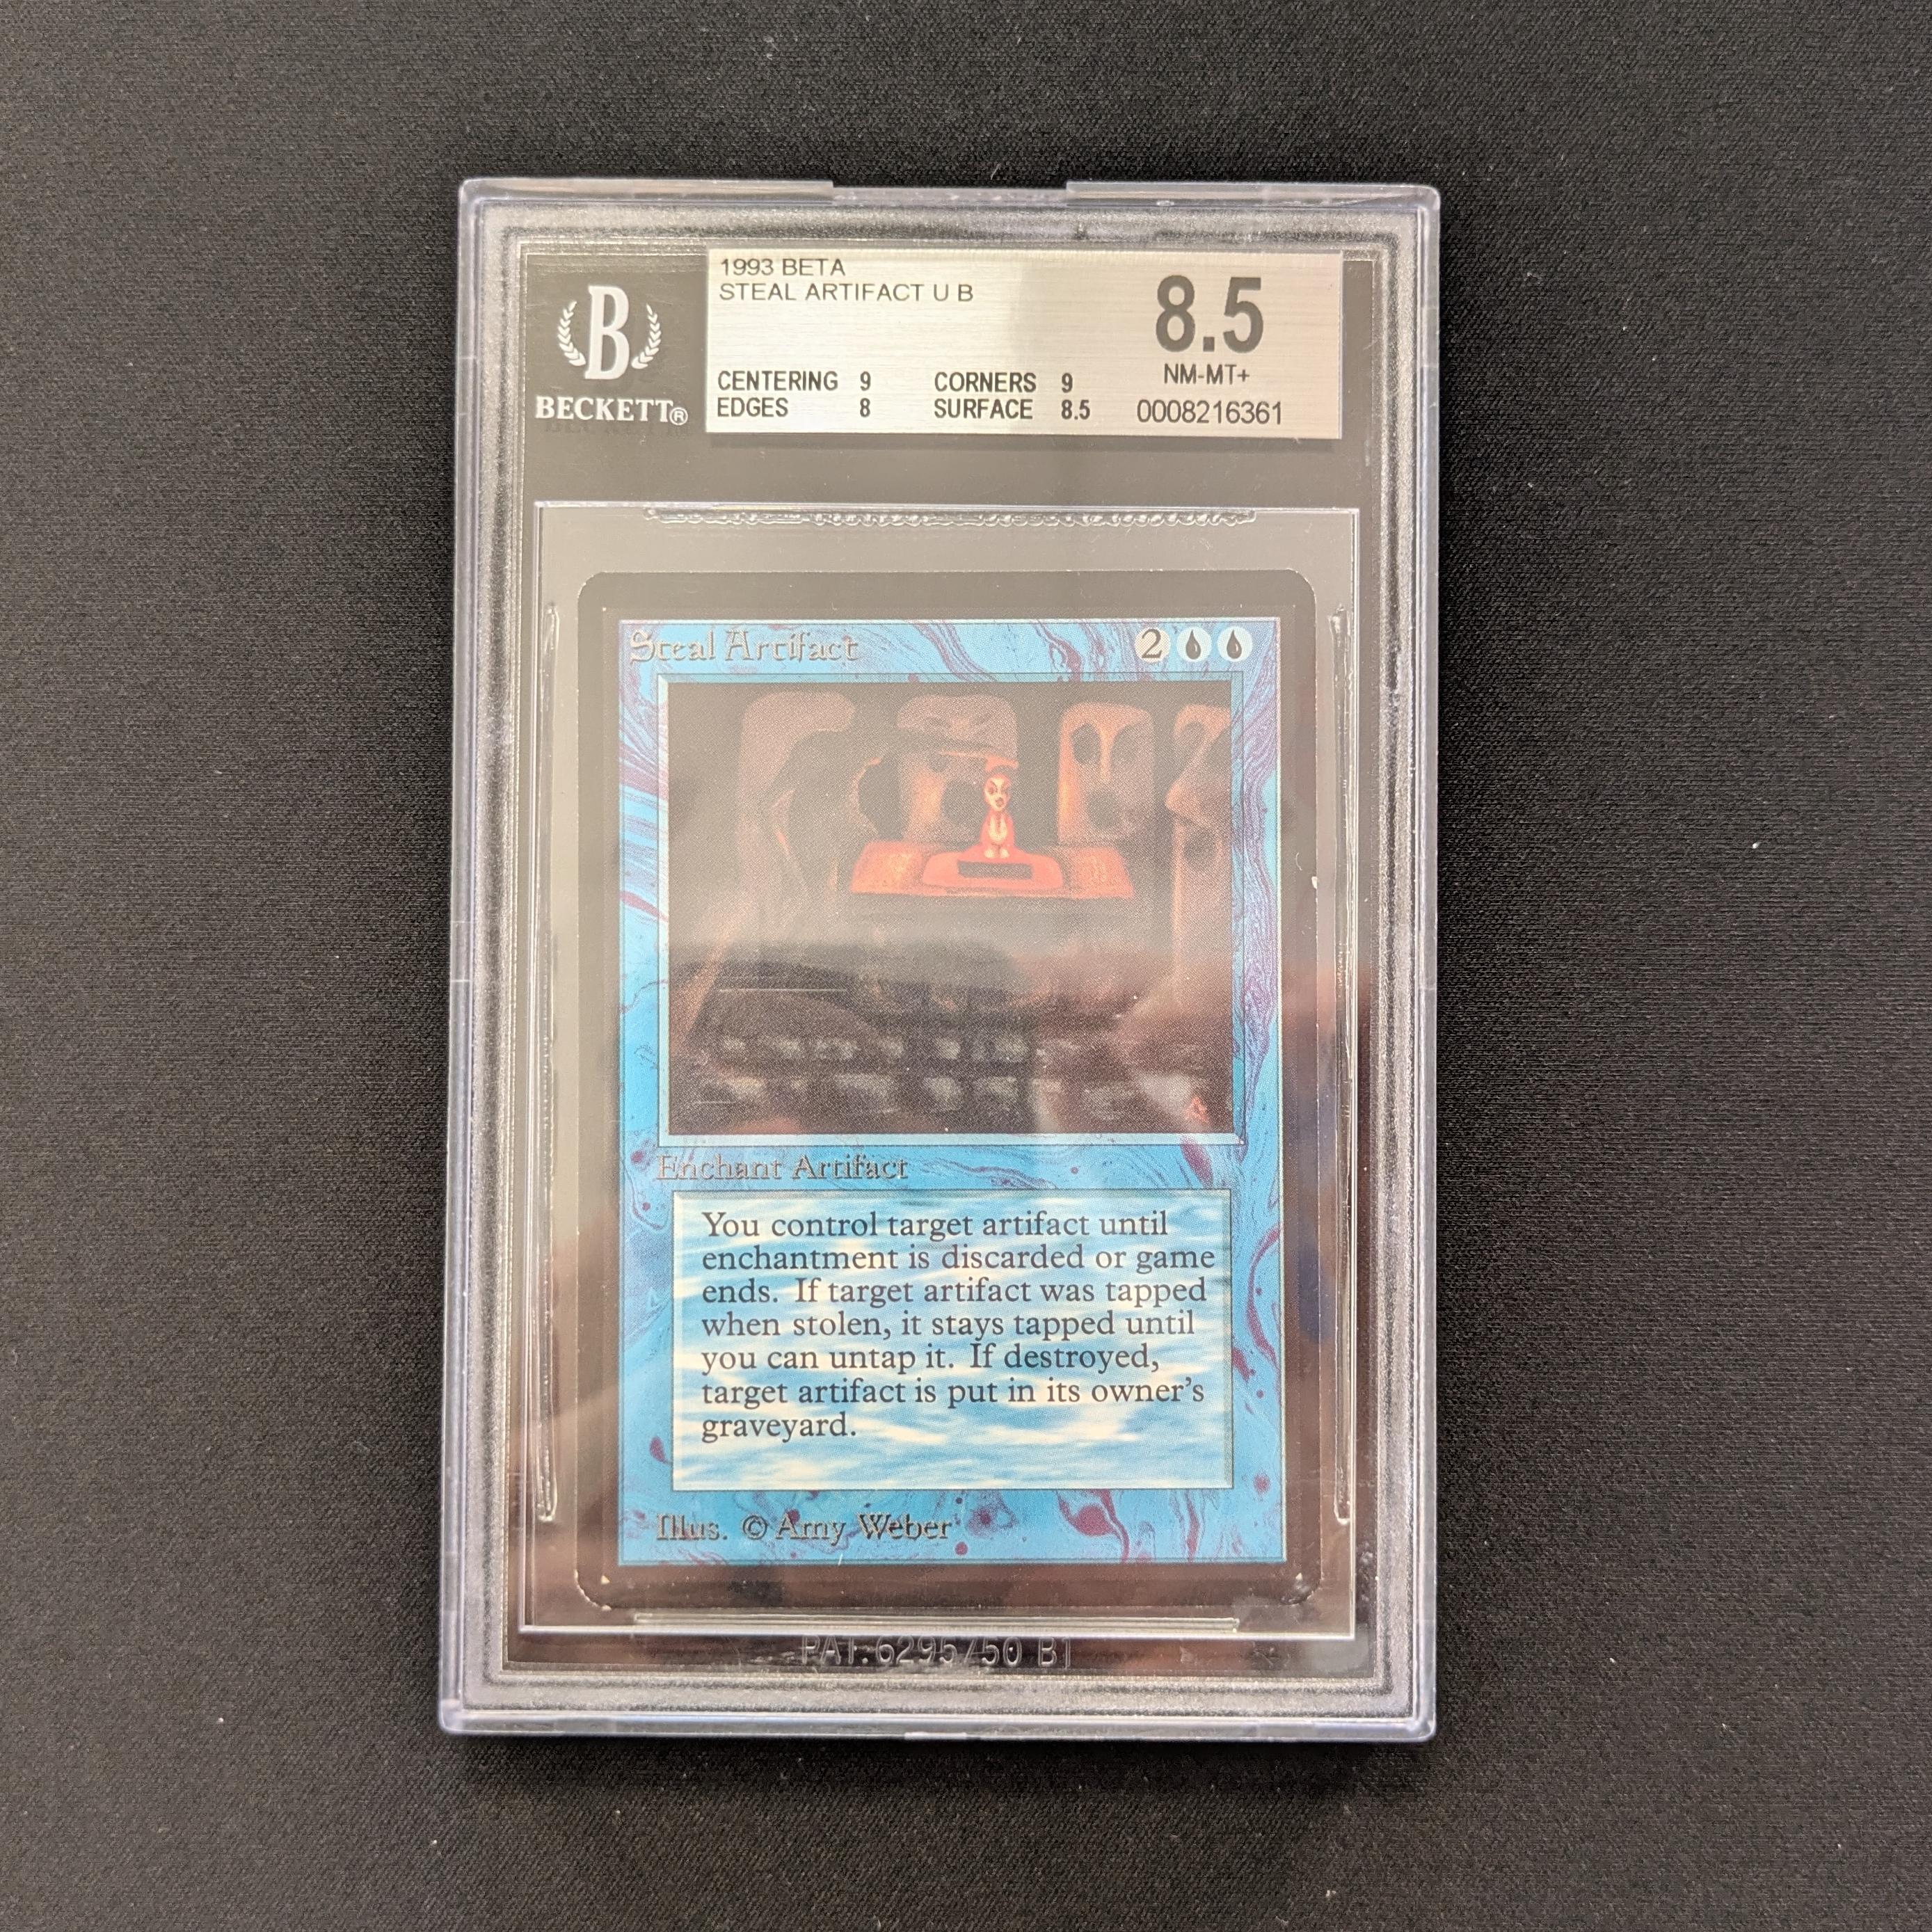 1993 BETA
STEAL ARTIFACT U B
8.5
NM-MT+
0008216361
CENTERING 9 CORNERS 9
EDGES 8 SURFACE 8.5
B
BECKETT®
Steal Artifact 2
Enchant Artifact
You control target artifact until
enchantment is discarded or game
ends. If target artifact was tapped
when stolen, it stays tapped until
you can untap it. If destroyed,
target artifact is put in its owner's
graveyard.
Illus. © Amy Weber
PAT. 6295750 B1